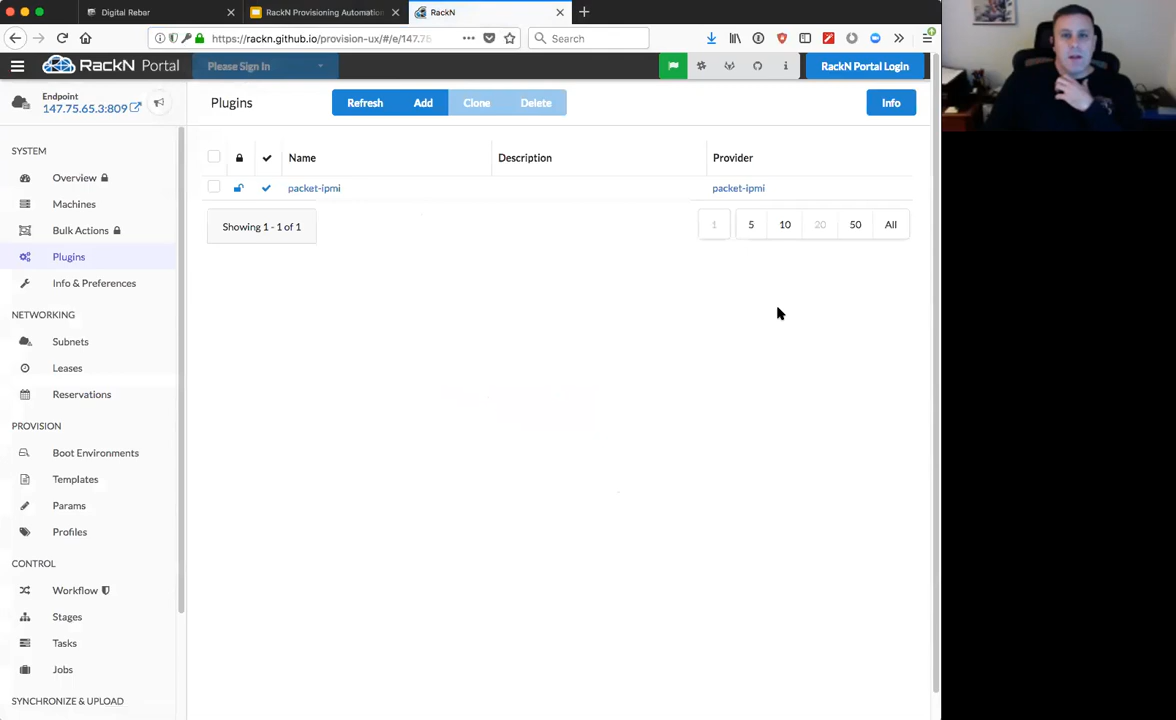 Digital Rebar
RackN Provisioning Automation
RackN
https://rackn.github.io/provision-ux/#/e/147.75
Search
RackN Portal
Please Sign In
RackN Portal Login
Endpoint
147.75.65.3:809
Plugins
Refresh
Add
Clone
Delete
Info
SYSTEM
Overview
Machines
Bulk Actions
Plugins
Info & Preferences
NETWORKING
Subnets
Leases
Reservations
PROVISION
Boot Environments
Templates
Params
Profiles
CONTROL
Workflow
Stages
Tasks
Jobs
SYNCHRONIZE & UPLOAD
Name
Description
Provider
packet-ipmi
packet-ipmi
Showing 1 - 1 of 1
1
5
10
20
50
All